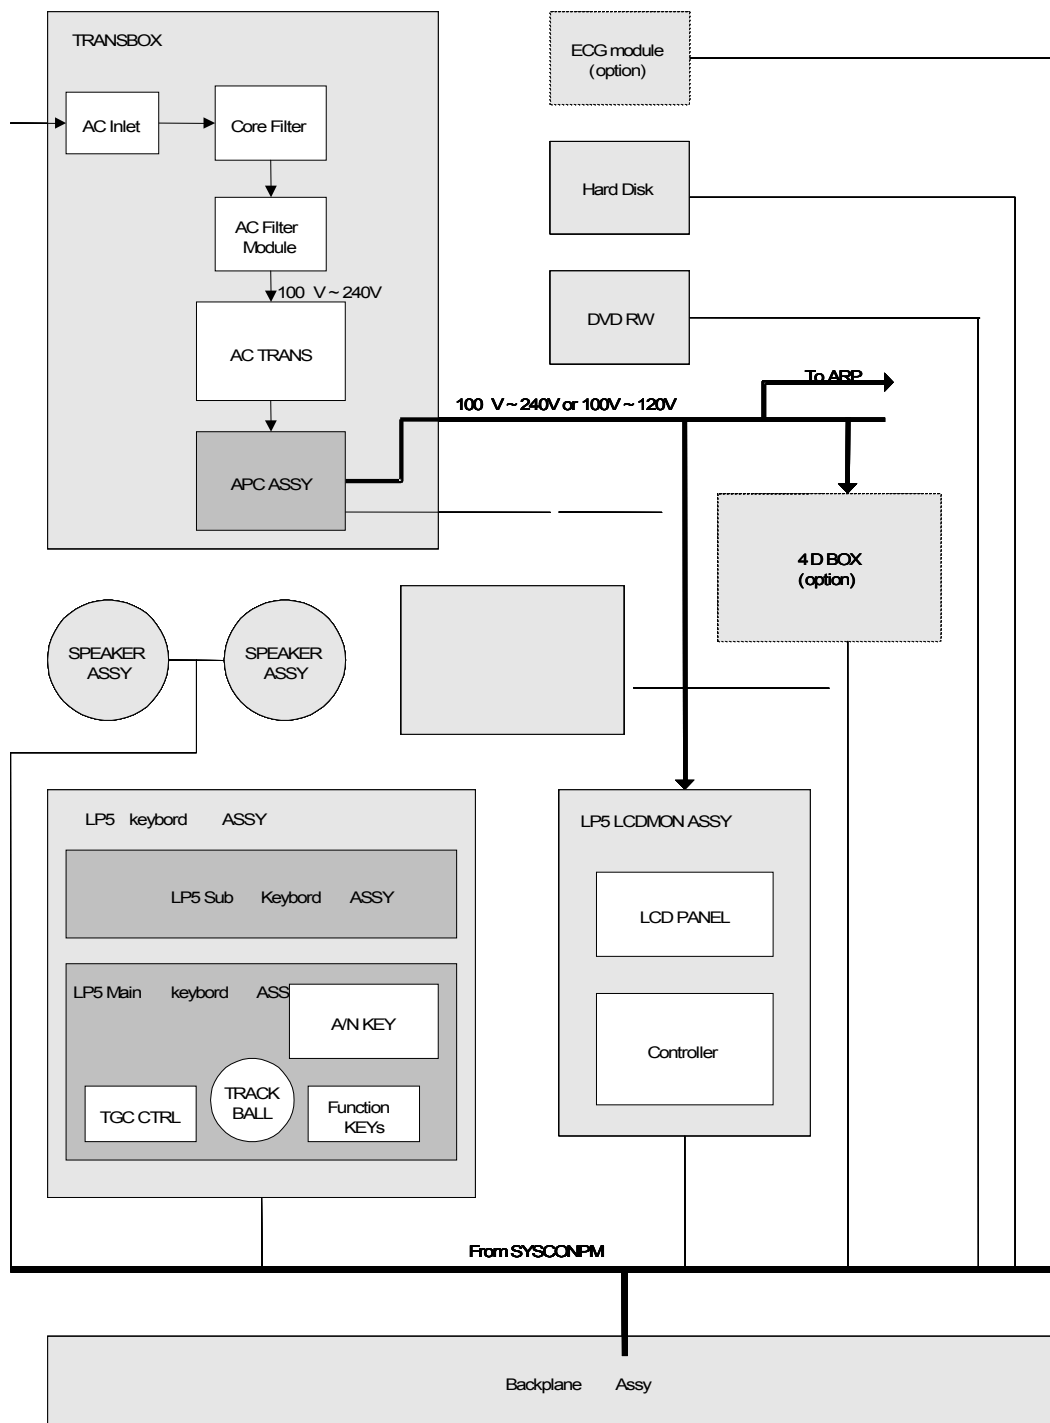 TRANSBOX
ECG module
(option)
AC Inlet
Core Filter
Hard Disk
AC Filter
Module
100 V ~ 240V
DVD RW
AC TRANS
To ARP
100 V ~ 240V or 100V ~ 120V
APC ASSY
4 D BOX
(option)
SPEAKER
ASSY
SPEAKER
ASSY
LP5 keybord ASSY
LP5 LCDMON ASSY
LP5 Sub Keybord ASSY
LCD PANEL
LP5 Main keybord ASS
A/N KEY
Controller
TRACK
BALL
TGC CTRL
Function
KEYs
From SYSCONPM
Backplane Assy